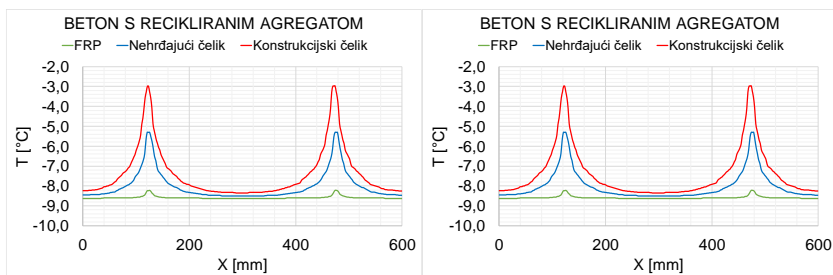 BETON S RECIKLIRANIM AGREGATOM
FRP Nehrđajući čelik Konstrukcijski čelik
-2,0
-3,0
-4,0
-5,0
-6,0
-7,0
-8,0
-9,0
-10,0
T [°C]
0 200 400 600
X [mm]
BETON S RECIKLIRANIM AGREGATOM
FRP Nehrđajući čelik Konstrukcijski čelik
-2,0
-3,0
-4,0
-5,0
-6,0
-7,0
-8,0
-9,0
-10,0
T [°C]
0 200 400 600
X [mm]